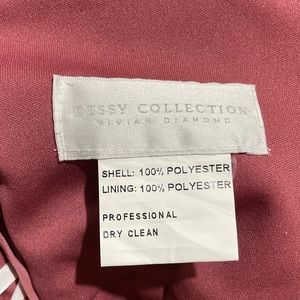 DESSY COLLECTION
VIVIAN DIAMOND
SHELL: 100% POLYESTER
LINING: 100% POLYESTER
PROFESSIONAL
DRY CLEAN